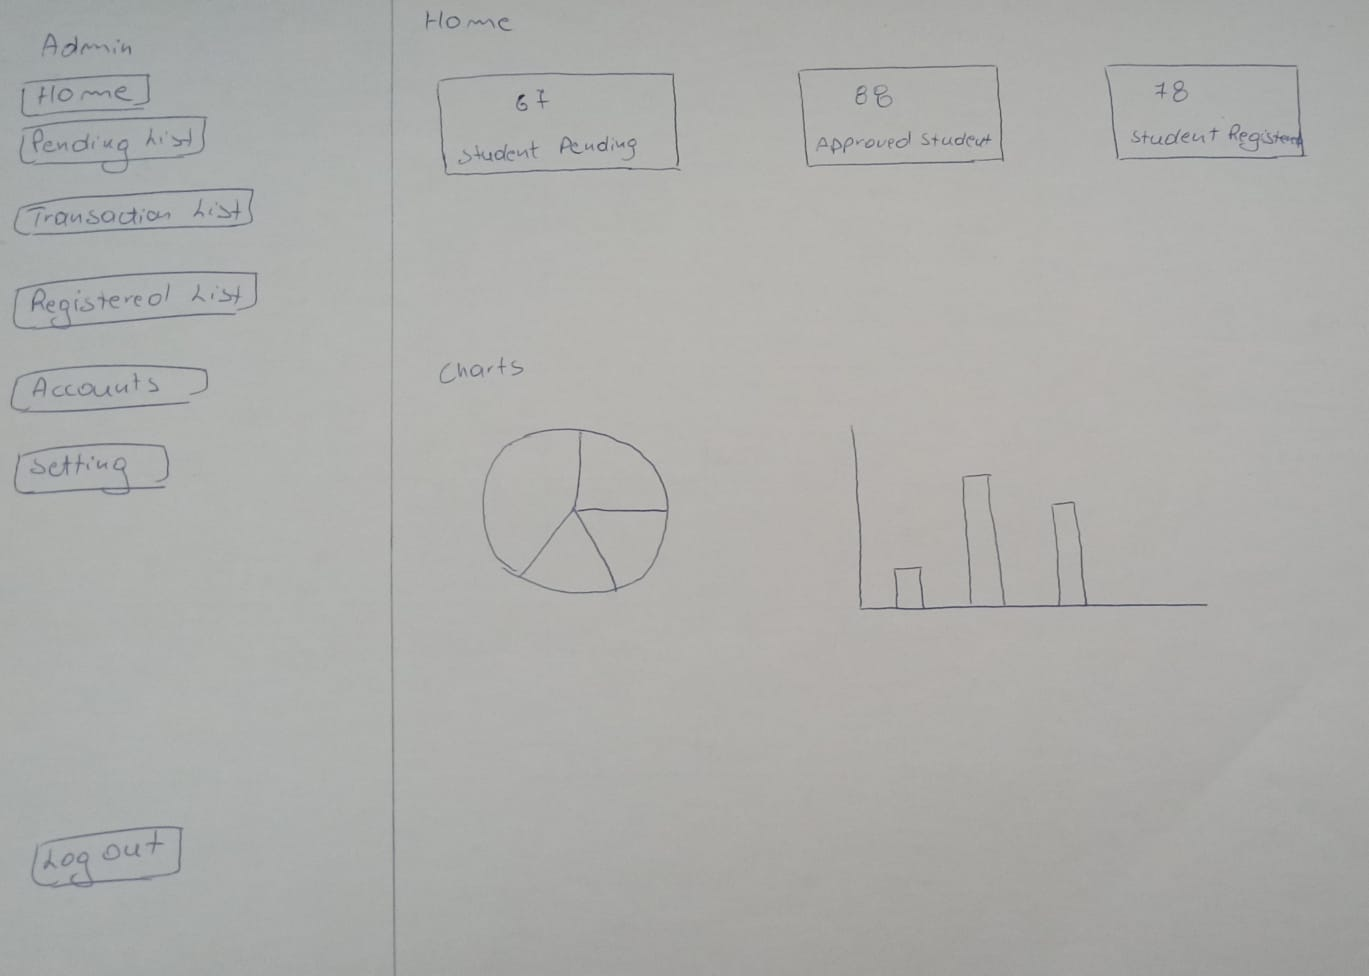 Admin
Home
Pending List
Transaction List
Registered List
Accounts
Setting
Log out
Home
67
Student Pending
88
Approved Student
78
Student Registered
Charts